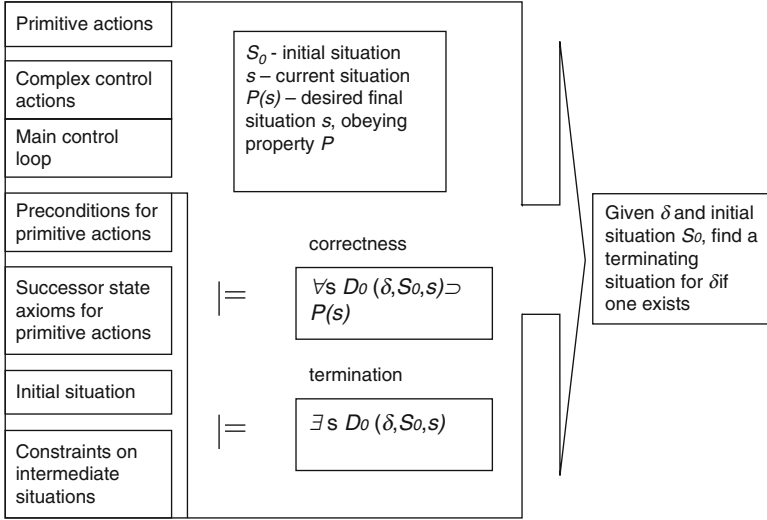 Primitive actions
Complex control
actions
Main control
loop
Preconditions for
primitive actions
Successor state
axioms for
primitive actions
Initial situation
Constraints on
intermediate
situations
S0 - initial situation
s – current situation
P(s) – desired final
situation s, obeying
property P
correctness
|= ∀s D0 (δ,S0,s)⊃
P(s)
termination
|= ∃ s D0 (δ,S0,s)
Given δ and initial
situation S0, find a
terminating
situation for δif
one exists